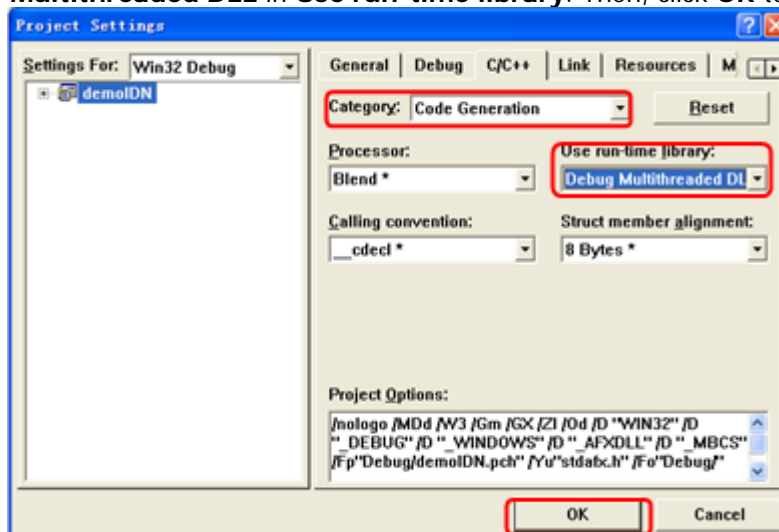 Multithreaded DLL in Use run-time library. Then, click OK to
Project Settings
Settings For: Win32 Debug
General Debug C/C++ Link Resources M
demoIDN
Category: Code Generation
Reset
Processor:
Use run-time library:
Blend *
Debug Multithreaded DL
Calling convention:
Struct member alignment:
__cdecl *
8 Bytes *
Project Options:
/nologo /MDd /W3 /Gm /GX /ZI /Od /D "WIN32" /D
"_DEBUG" /D "_WINDOWS" /D "_AFXDLL" /D "_MBCS"
/Fp"Debug/demoIDN.pch" /Yu"stdafx.h" /Fo"Debug/"
OK
Cancel